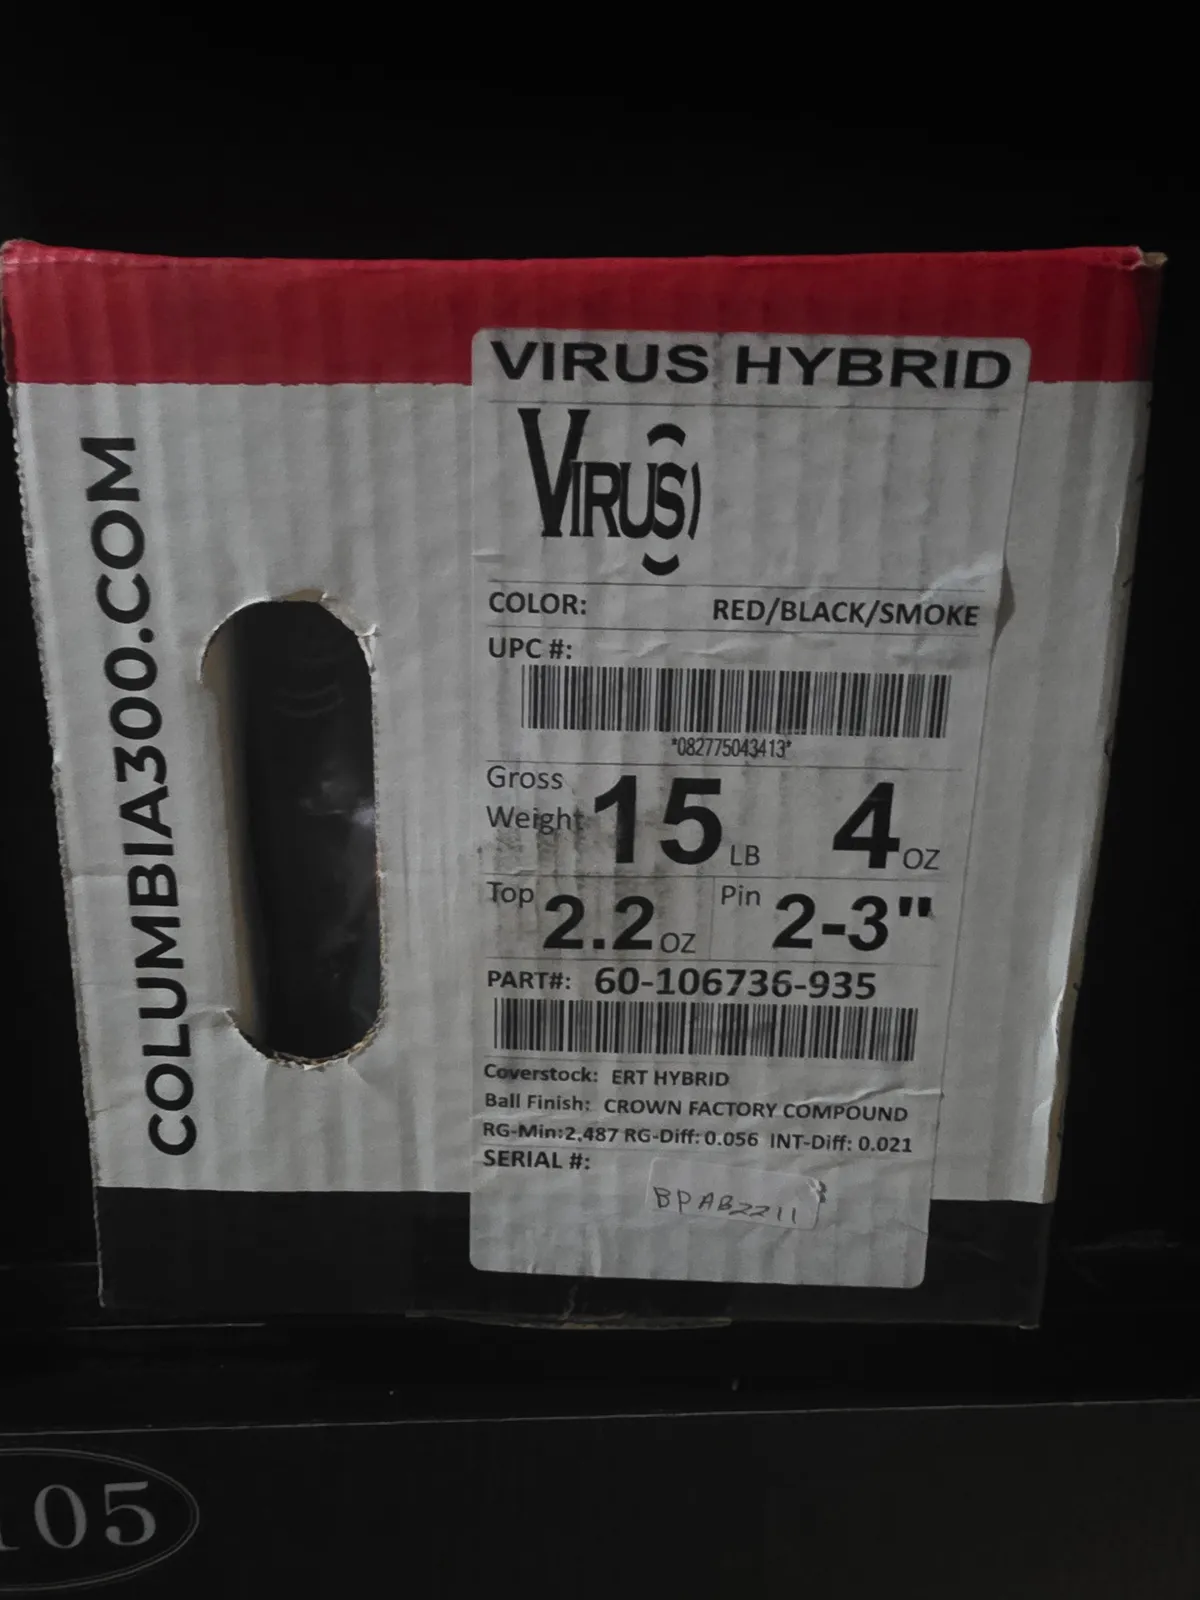 VIRUS HYBRID
VIRUS
COLOR: RED/BLACK/SMOKE
UPC #:
*082775043413*
Gross Weight 15 LB 4 OZ
Top 2.2 OZ Pin 2-3"
PART#: 60-106736-935
Coverstock: ERT HYBRID
Ball Finish: CROWN FACTORY COMPOUND
RG-Min:2.487 RG-Diff: 0.056 INT-Diff: 0.021
SERIAL #:
BPAB2211
COLUMBIA300.COM
105